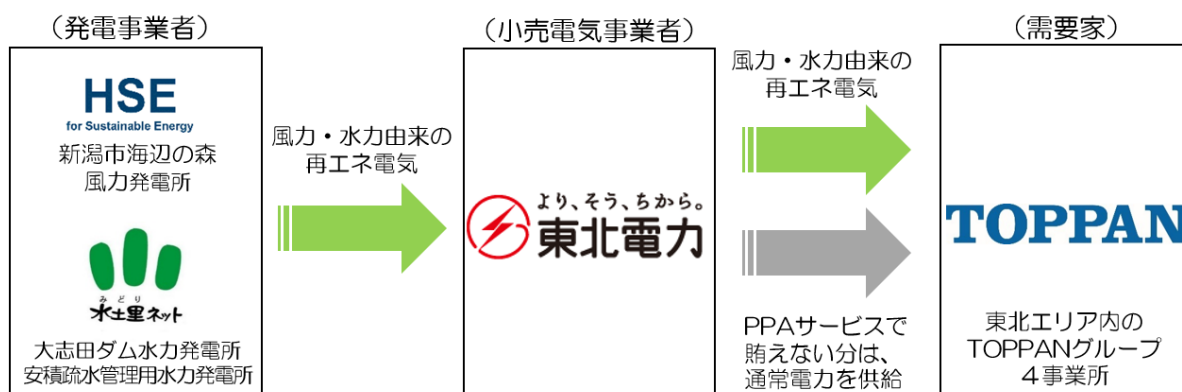 （発電事業者）
HSE
for Sustainable Energy
新潟市海辺の森
風力発電所
みどり
水土里ネット
大志田ダム水力発電所
安積疏水管理用水力発電所
風力・水力由来の
再エネ電気
（小売電気事業者）
より、そう、ちから。
東北電力
風力・水力由来の
再エネ電気
PPAサービスで
賄えない分は、
通常電力を供給
（需要家）
TOPPAN
東北エリア内の
TOPPANグループ
４事業所